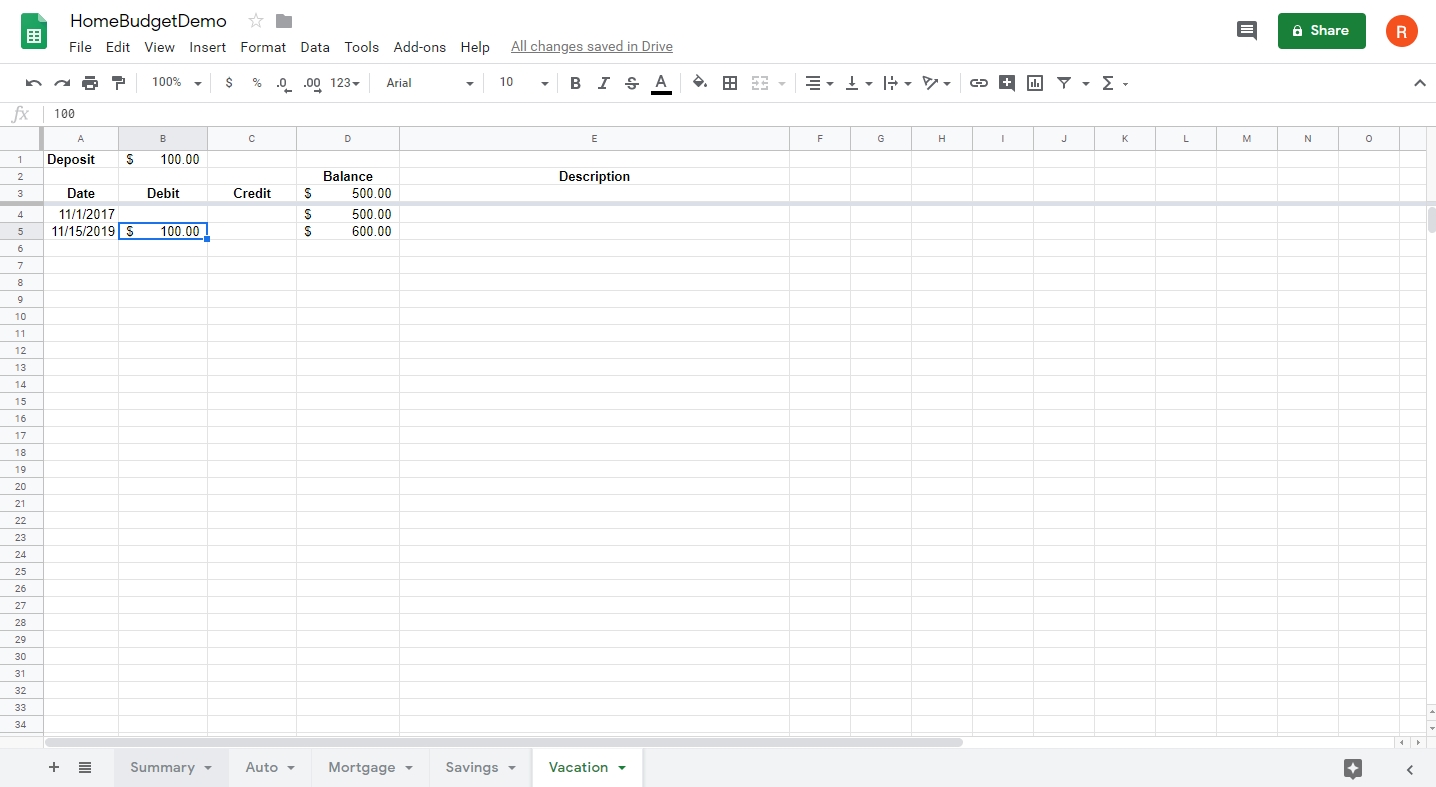 HomeBudgetDemo
File Edit View Insert Format Data Tools Add-ons Help All changes saved in Drive
Share
R
100% $ % .0 .00 123 Arial 10 B I S A
fx 100
A B C D E F G H I J K L M N O
1 Deposit $ 100.00
2 Balance Description
3 Date Debit Credit $ 500.00
4 11/1/2017 $ 500.00
5 11/15/2019 $ 100.00 $ 600.00
6
7
8
9
10
11
12
13
14
15
16
17
18
19
20
21
22
23
24
25
26
27
28
29
30
31
32
33
34
Summary Auto Mortgage Savings Vacation